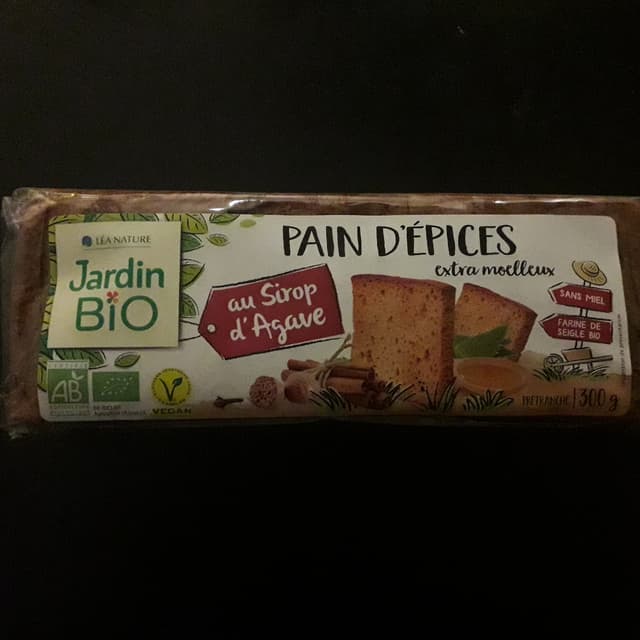 LÉA NATURE
Jardin
BiO
PAIN D'ÉPICES
extra moelleux
au Sirop
d'Agave
SANS MIEL
FARINE DE
SEIGLE BIO
AB
VEGAN
PRÉTRANCHÉ 300g